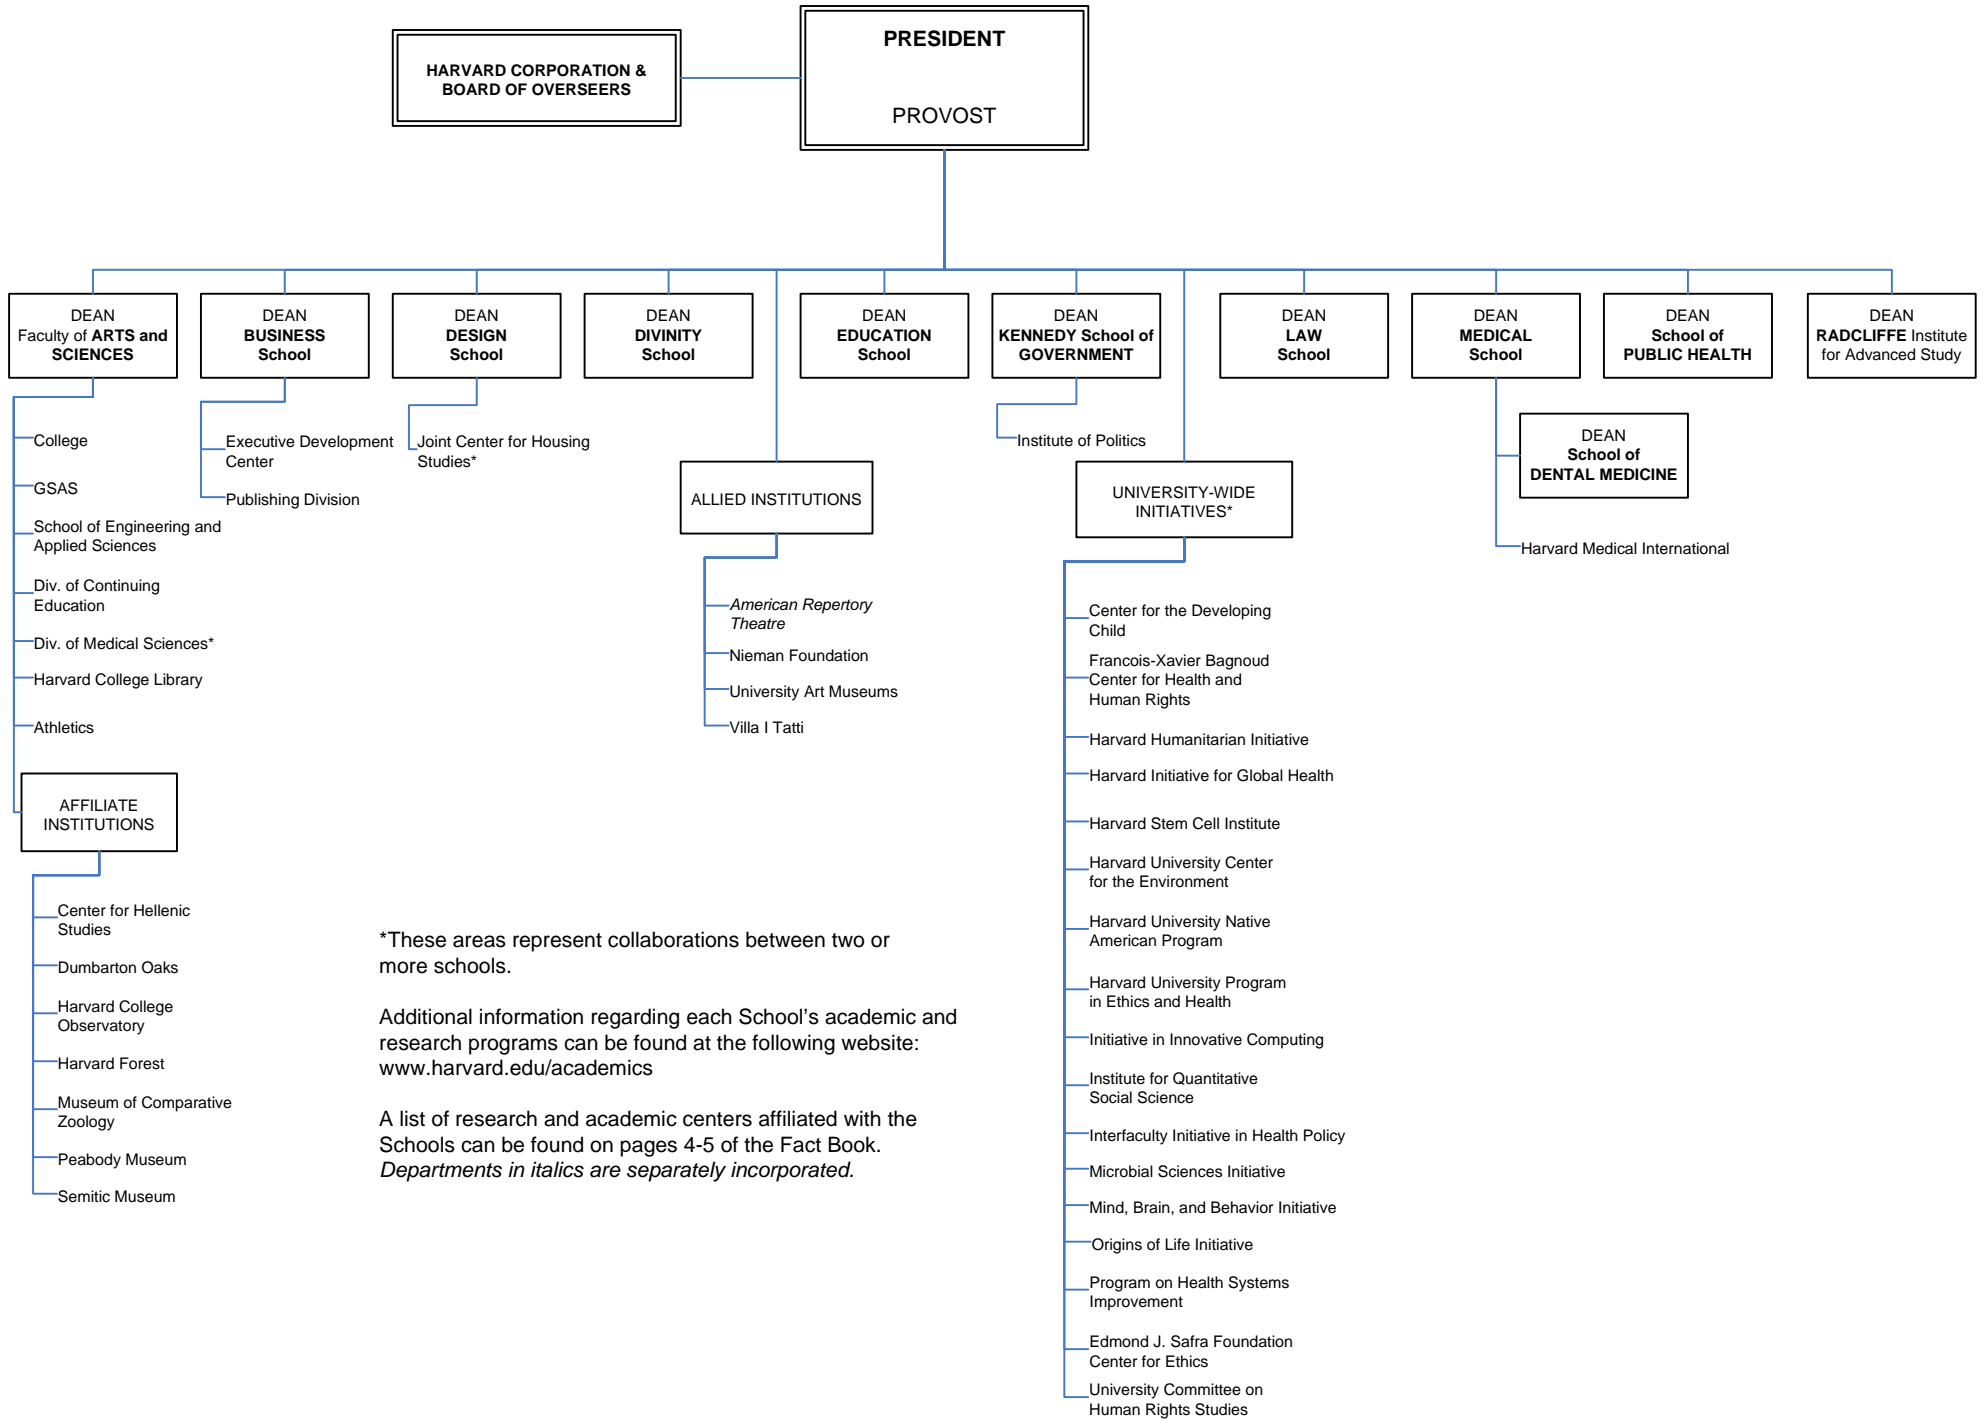 HARVARD CORPORATION &
BOARD OF OVERSEERS
PRESIDENT
PROVOST
DEAN
Faculty of ARTS and
SCIENCES
DEAN
BUSINESS
School
DEAN
DESIGN
School
DEAN
DIVINITY
School
DEAN
EDUCATION
School
DEAN
KENNEDY School of
GOVERNMENT
DEAN
LAW
School
DEAN
MEDICAL
School
DEAN
School of
PUBLIC HEALTH
DEAN
RADCLIFFE Institute
for Advanced Study
College
GSAS
School of Engineering and
Applied Sciences
Div. of Continuing
Education
Div. of Medical Sciences*
Harvard College Library
Athletics
AFFILIATE
INSTITUTIONS
Center for Hellenic
Studies
Dumbarton Oaks
Harvard College
Observatory
Harvard Forest
Museum of Comparative
Zoology
Peabody Museum
Semitic Museum
Executive Development
Center
Publishing Division
Joint Center for Housing
Studies*
ALLIED INSTITUTIONS
American Repertory
Theatre
Nieman Foundation
University Art Museums
Villa I Tatti
Institute of Politics
UNIVERSITY-WIDE
INITIATIVES*
Center for the Developing
Child
Francois-Xavier Bagnoud
Center for Health and
Human Rights
Harvard Humanitarian Initiative
Harvard Initiative for Global Health
Harvard Stem Cell Institute
Harvard University Center
for the Environment
Harvard University Native
American Program
Harvard University Program
in Ethics and Health
Initiative in Innovative Computing
Institute for Quantitative
Social Science
Interfaculty Initiative in Health Policy
Microbial Sciences Initiative
Mind, Brain, and Behavior Initiative
Origins of Life Initiative
Program on Health Systems
Improvement
Edmond J. Safra Foundation
Center for Ethics
University Committee on
Human Rights Studies
DEAN
School of
DENTAL MEDICINE
Harvard Medical International
*These areas represent collaborations between two or
more schools.
Additional information regarding each School’s academic and
research programs can be found at the following website:
www.harvard.edu/academics
A list of research and academic centers affiliated with the
Schools can be found on pages 4-5 of the Fact Book.
Departments in italics are separately incorporated.